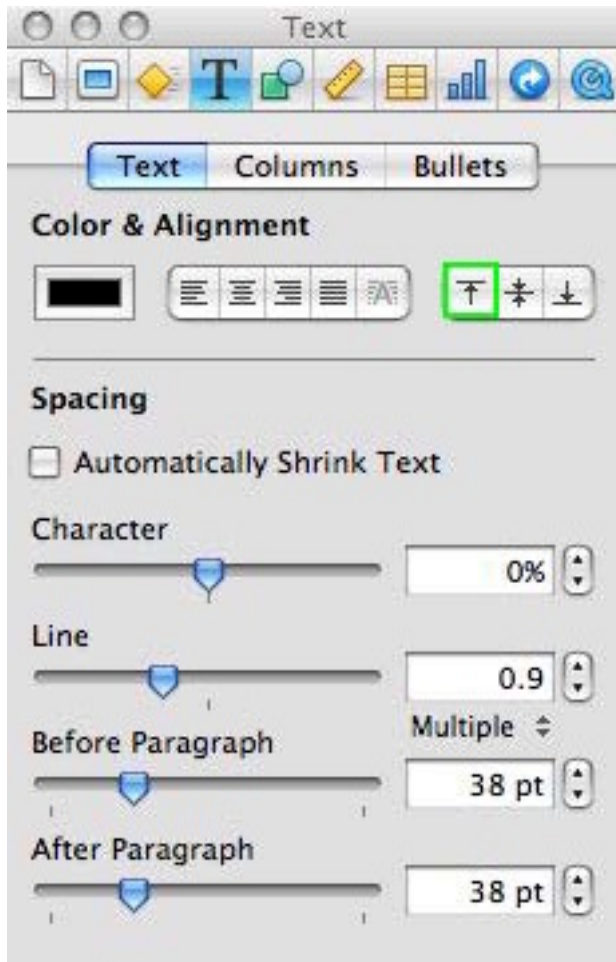 Text
T
Text Columns Bullets
Color & Alignment
A
Spacing
Automatically Shrink Text
Character
0%
Line
0.9
Multiple
Before Paragraph
38 pt
After Paragraph
38 pt